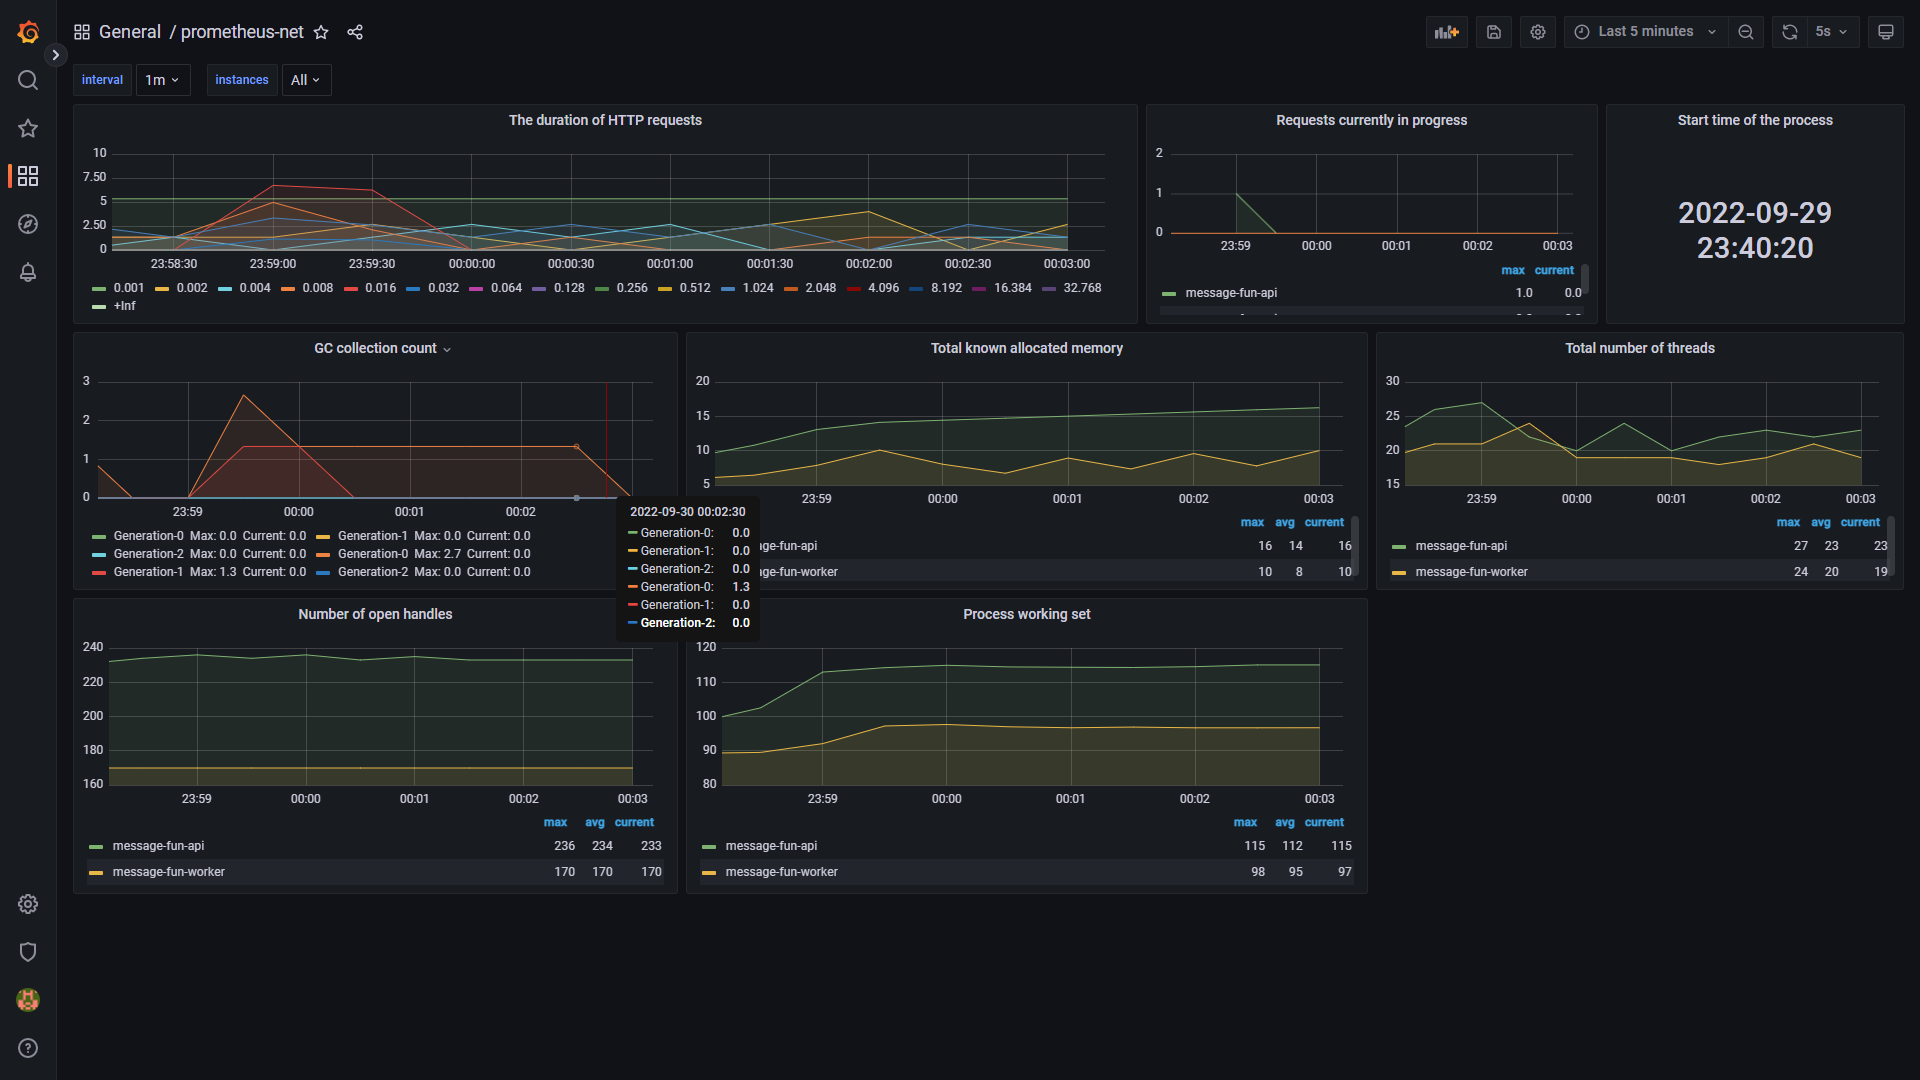 General / prometheus-net
Last 5 minutes
5s
interval 1m instances All
The duration of HTTP requests
10
7.50
5
2.50
0
23:58:30 23:59:00 23:59:30 00:00:00 00:00:30 00:01:00 00:01:30 00:02:00 00:02:30 00:03:00
0.001 0.002 0.004 0.008 0.016 0.032 0.064 0.128 0.256 0.512 1.024 2.048 4.096 8.192 16.384 32.768
+Inf
Requests currently in progress
2
1
0
23:59 00:00 00:01 00:02 00:03
max current
message-fun-api 1.0 0.0
Start time of the process
2022-09-29
23:40:20
GC collection count
3
2
1
0
23:59 00:00 00:01 00:02
Generation-0 Max: 0.0 Current: 0.0 Generation-1 Max: 0.0 Current: 0.0
Generation-2 Max: 0.0 Current: 0.0 Generation-0 Max: 2.7 Current: 0.0
Generation-1 Max: 1.3 Current: 0.0 Generation-2 Max: 0.0 Current: 0.0
2022-09-30 00:02:30
Generation-0: 0.0
Generation-1: 0.0
Generation-2: 0.0
Generation-0: 1.3
Generation-1: 0.0
Generation-2: 0.0
Total known allocated memory
20
15
10
5
23:59 00:00 00:01 00:02 00:03
max avg current
ge-fun-api 16 14 16
ge-fun-worker 10 8 10
Total number of threads
30
25
20
15
23:59 00:00 00:01 00:02 00:03
max avg current
message-fun-api 27 23 23
message-fun-worker 24 20 19
Number of open handles
240
220
200
180
160
23:59 00:00 00:01 00:02 00:03
max avg current
message-fun-api 236 234 233
message-fun-worker 170 170 170
Process working set
120
110
100
90
80
23:59 00:00 00:01 00:02 00:03
max avg current
message-fun-api 115 112 115
message-fun-worker 98 95 97